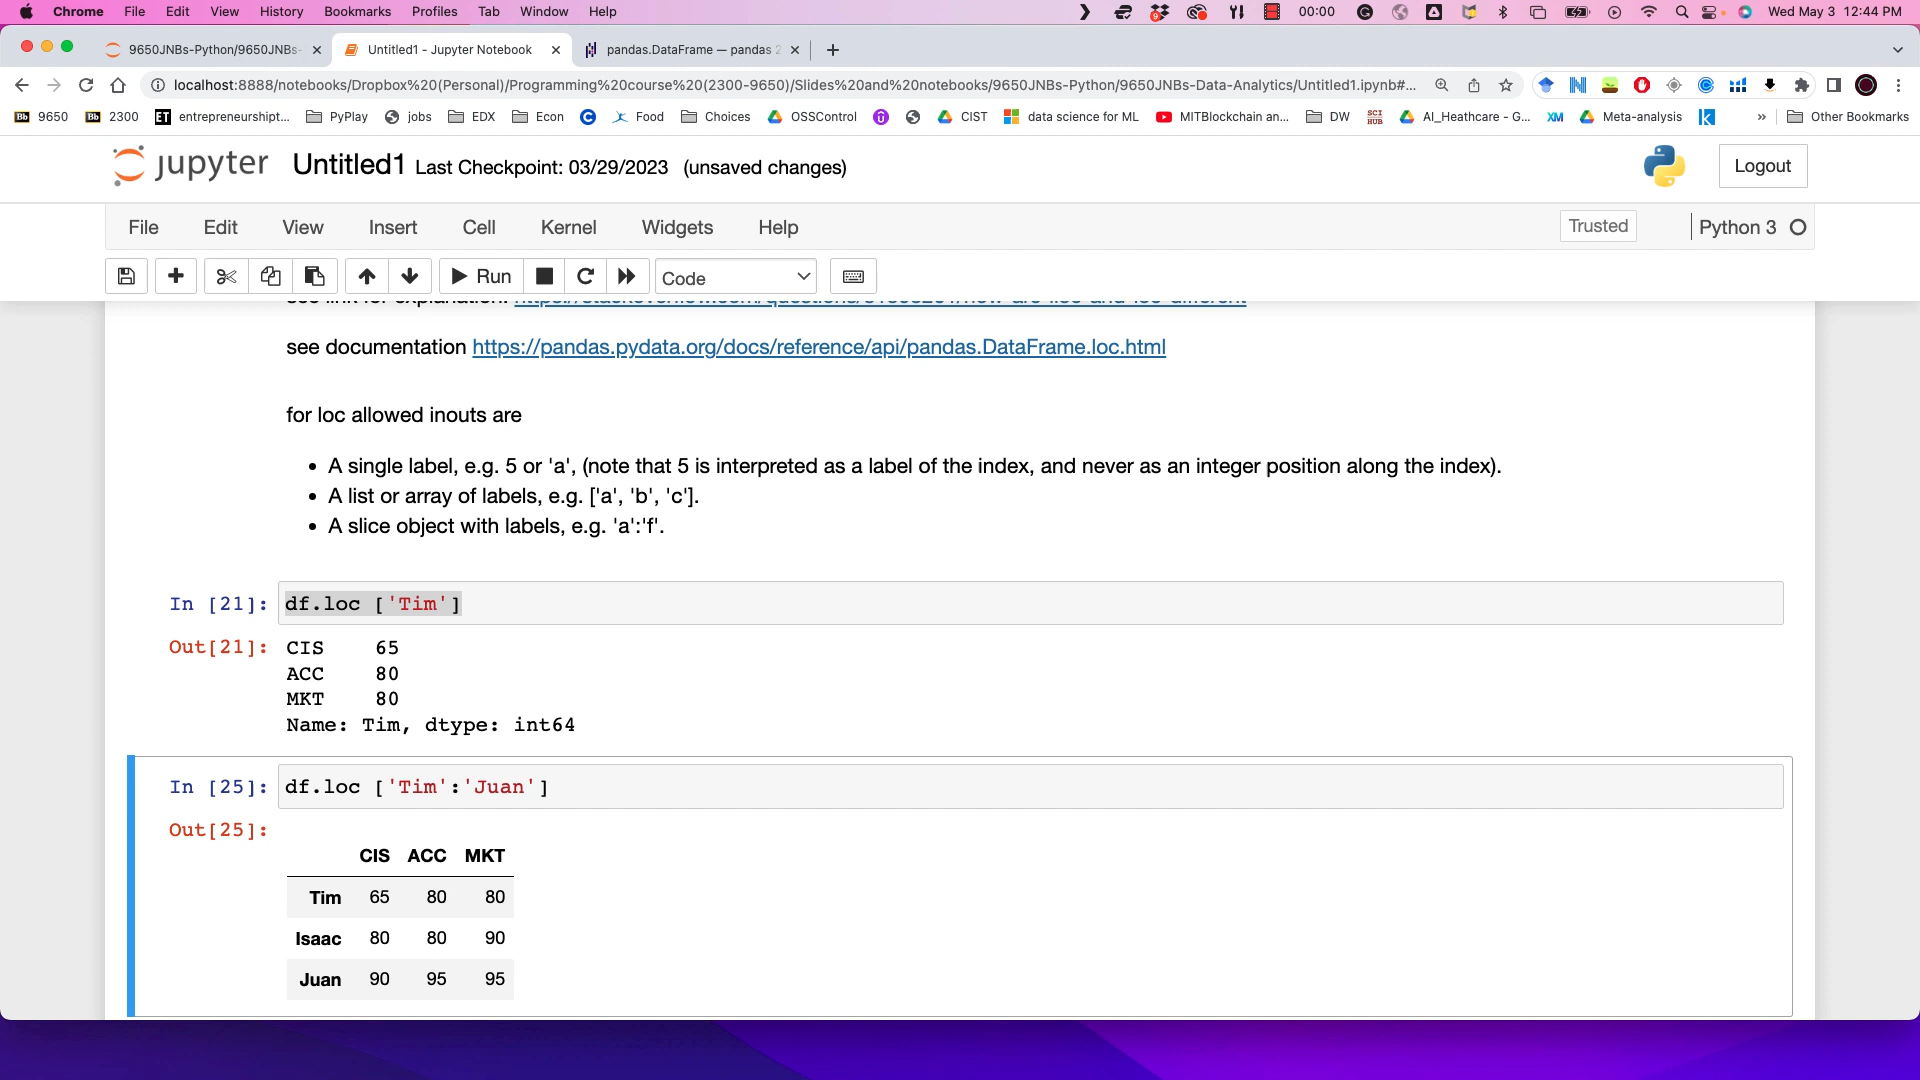 Chrome File Edit View History Bookmarks Profiles Tab Window Help 9 00:00 Wed May 3 12:44 PM
9650JNBs-Python/9650JNBs- Untitled1 - Jupyter Notebook pandas.DataFrame — pandas 2
localhost:8888/notebooks/Dropbox%20(Personal)/Programming%20course%20(2300-9650)/Slides%20and%20notebooks/9650JNBs-Python/9650JNBs-Data-Analytics/Untitled1.ipynb#...
Bb 9650 Bb 2300 ET entrepreneurshipt... PyPlay jobs EDX Econ Food Choices OSSControl CIST data science for ML MITBlockchain an... DW SCI HUB AI_Heathcare - G... XM Meta-analysis » Other Bookmarks
jupyter Untitled1 Last Checkpoint: 03/29/2023 (unsaved changes) Logout
File Edit View Insert Cell Kernel Widgets Help Trusted Python 3
Run Code
see documentation https://pandas.pydata.org/docs/reference/api/pandas.DataFrame.loc.html
for loc allowed inouts are
• A single label, e.g. 5 or 'a', (note that 5 is interpreted as a label of the index, and never as an integer position along the index).
• A list or array of labels, e.g. ['a', 'b', 'c'].
• A slice object with labels, e.g. 'a':'f'.
In [21]: df.loc ['Tim']
Out[21]: CIS 65
ACC 80
MKT 80
Name: Tim, dtype: int64
In [25]: df.loc ['Tim':'Juan']
Out[25]:
CIS ACC MKT
Tim 65 80 80
Isaac 80 80 90
Juan 90 95 95